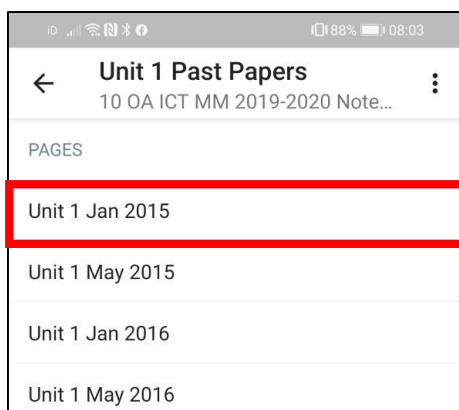 iD 88% 08:03
Unit 1 Past Papers
10 OA ICT MM 2019-2020 Note...
PAGES
Unit 1 Jan 2015
Unit 1 May 2015
Unit 1 Jan 2016
Unit 1 May 2016